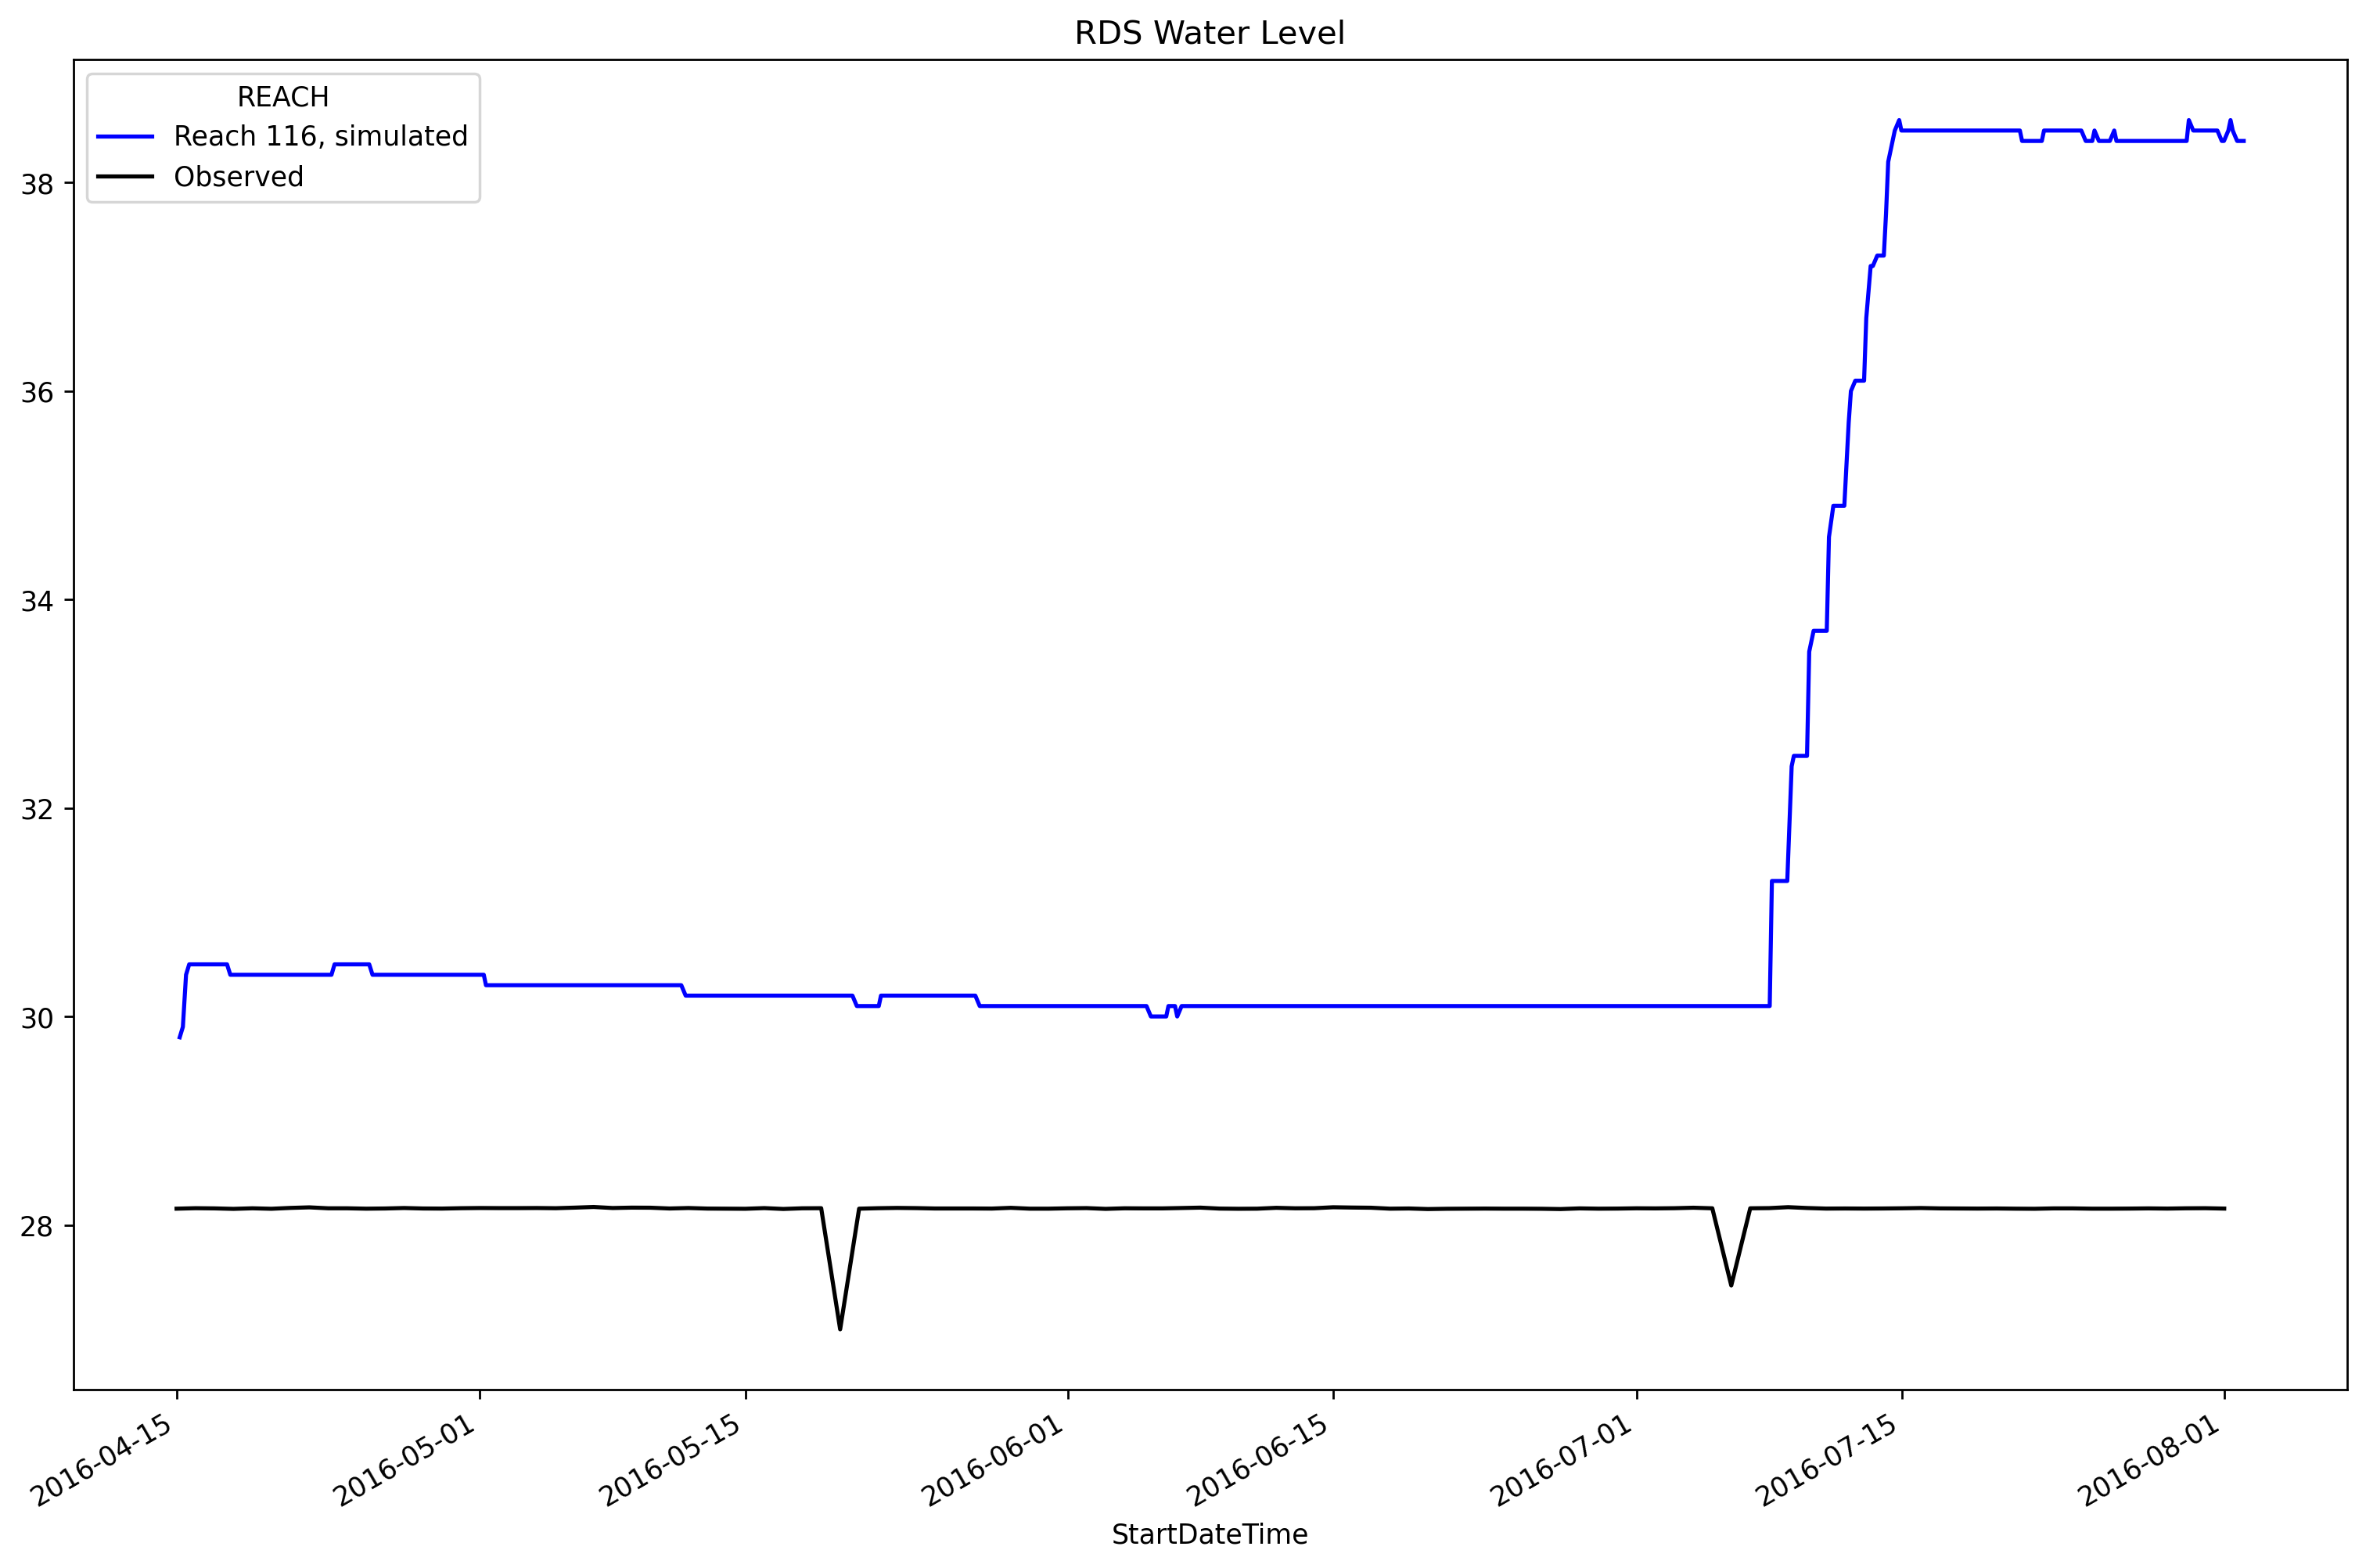 RDS Water Level
REACH
Reach 116, simulated
Observed
38
36
34
32
30
28
2016-04-15
2016-05-01
2016-05-15
2016-06-01
2016-06-15
2016-07-01
2016-07-15
2016-08-01
StartDateTime